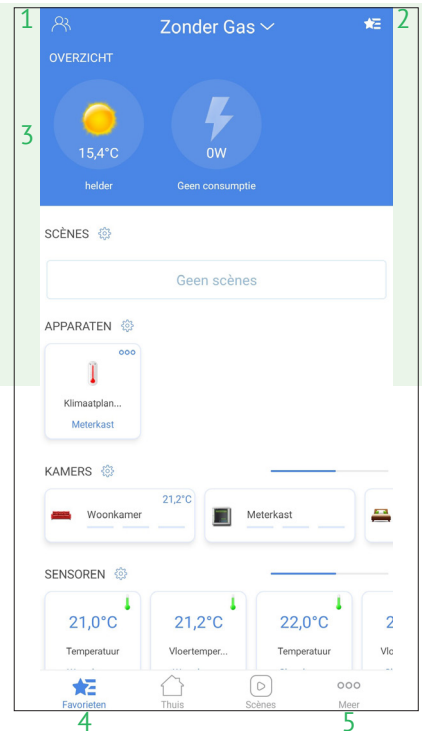 1
Zonder Gas
2
OVERZICHT
3
15,4°C
0W
helder
Geen consumptie
SCÈNES
Geen scènes
APPARATEN
Klimaatplan...
Meterkast
KAMERS
21,2°C
Woonkamer
Meterkast
SENSOREN
21,0°C
21,2°C
22,0°C
2
Temperatuur
Vloertemper...
Temperatuur
Vlo
Favorieten
Thuis
Scènes
Meer
4
5